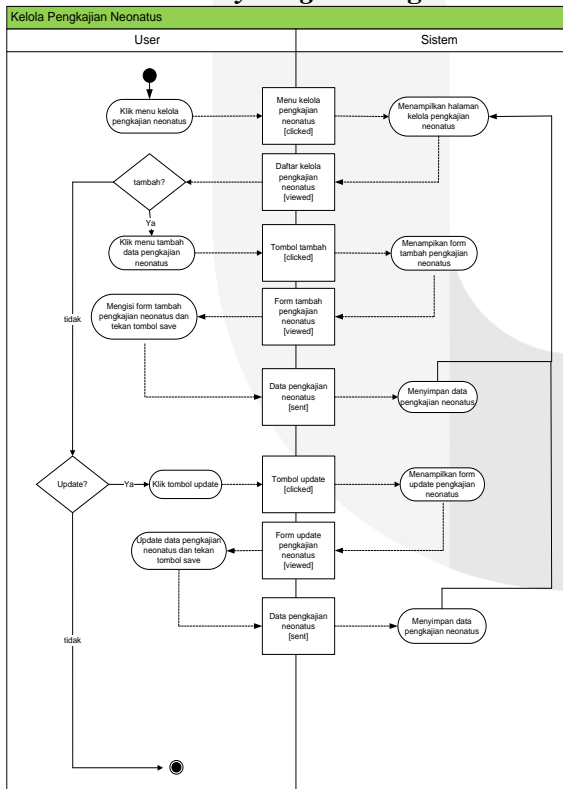 Kelola Pengkajian Neonatus
User
Sistem
Klik menu kelola
pengkajian neonatus
Menu kelola
pengkajian
neonatus
[clicked]
Menampilkan halaman
kelola pengkajian
neonatus
tambah?
Daftar kelola
pengkajian
neonatus
[viewed]
Ya
Klik menu tambah
data pengkajian
neonatus
Tombol tambah
[clicked]
Menampikan form
tambah pengkajian
neonatus
Mengisi form tambah
pengkajian neonatus dan
tekan tombol save
Form tambah
pengkajian
neonatus
[viewed]
tidak
Data pengkajian
neonatus
[sent]
Menyimpan data
pengkajian neonatus
Update?
Ya
Klik tombol update
Tombol update
[clicked]
Menampilkan form
update pengkajian
neonatus
Update data pengkajian
neonatus dan tekan
tombol save
Form update
pengkajian
neonatus
[viewed]
Data pengkajian
neonatus
[sent]
Menyimpan data
pengkajian neonatus
tidak